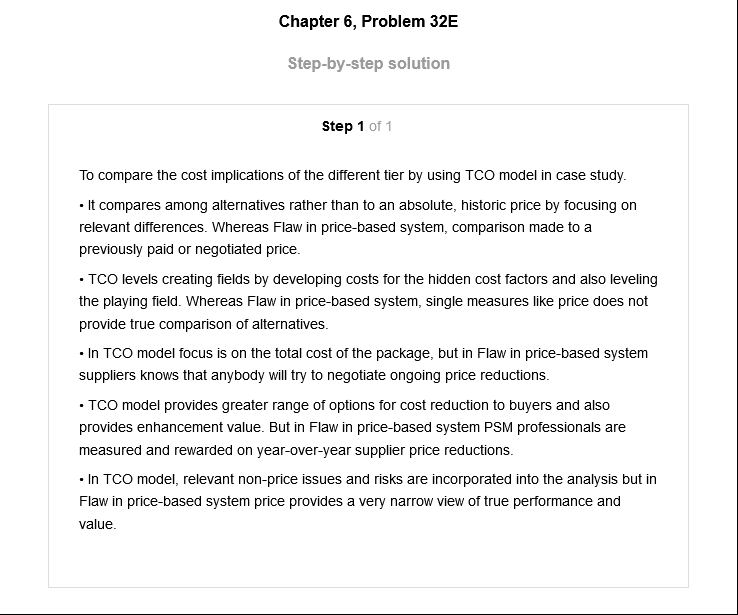 Chapter 6, Problem 32E
Step-by-step solution
Step 1 of 1
To compare the cost implications of the different tier by using TCO model in case study.
• It compares among alternatives rather than to an absolute, historic price by focusing on
relevant differences. Whereas Flaw in price-based system, comparison made to a
previously paid or negotiated price.
• TCO levels creating fields by developing costs for the hidden cost factors and also leveling
the playing field. Whereas Flaw in price-based system, single measures like price does not
provide true comparison of alternatives.
• In TCO model focus is on the total cost of the package, but in Flaw in price-based system
suppliers knows that anybody will try to negotiate ongoing price reductions.
• TCO model provides greater range of options for cost reduction to buyers and also
provides enhancement value. But in Flaw in price-based system PSM professionals are
measured and rewarded on year-over-year supplier price reductions.
• In TCO model, relevant non-price issues and risks are incorporated into the analysis but in
Flaw in price-based system price provides a very narrow view of true performance and
value.